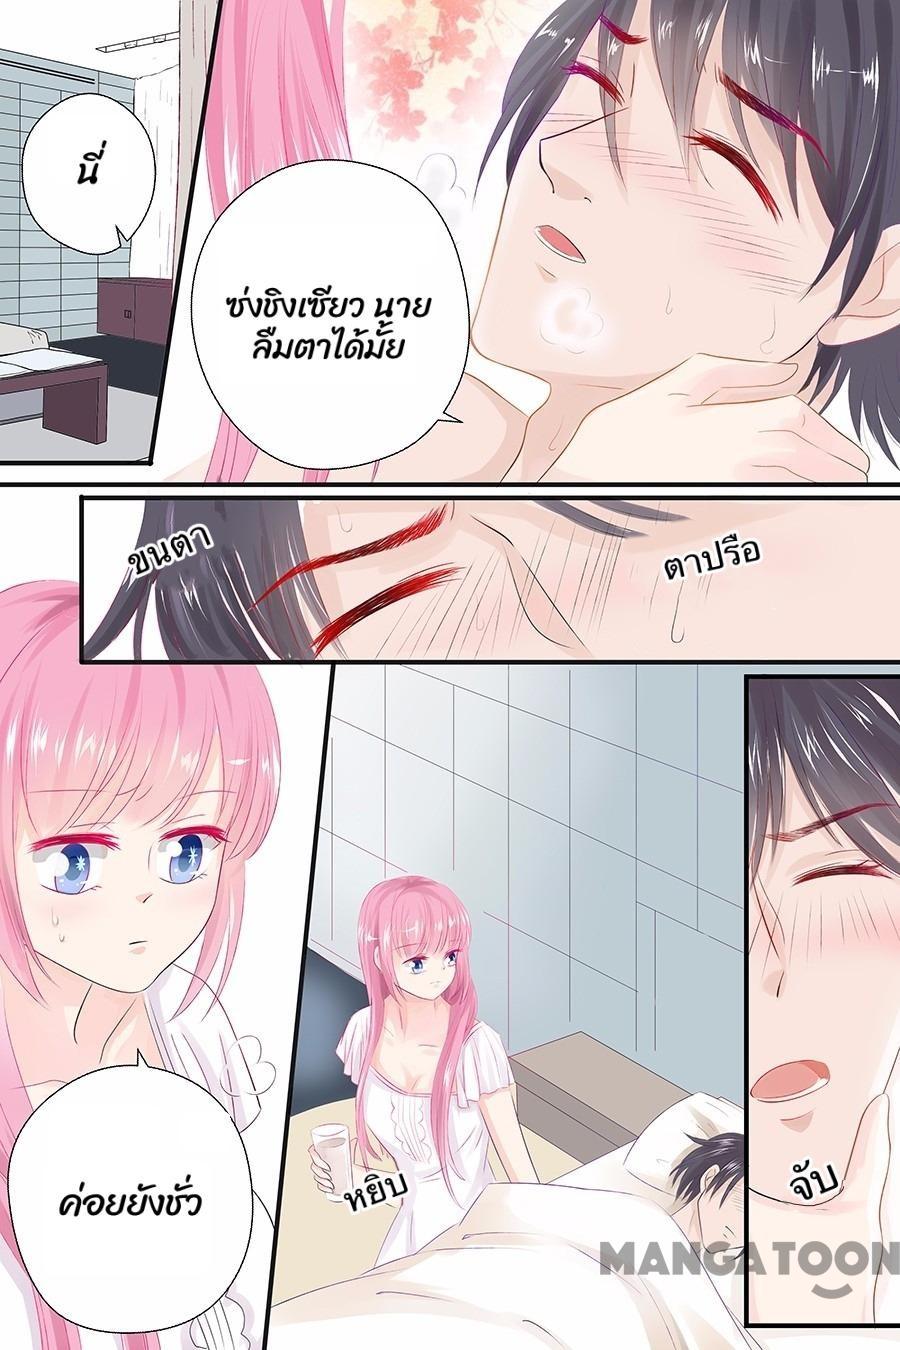 นี่
ซ่งชิงเซียว นาย
ลืมตาได้มั้ย
ขนตา
ตาปรือ
ค่อยยังชั่ว
หยิบ
จับ
MANGATOON